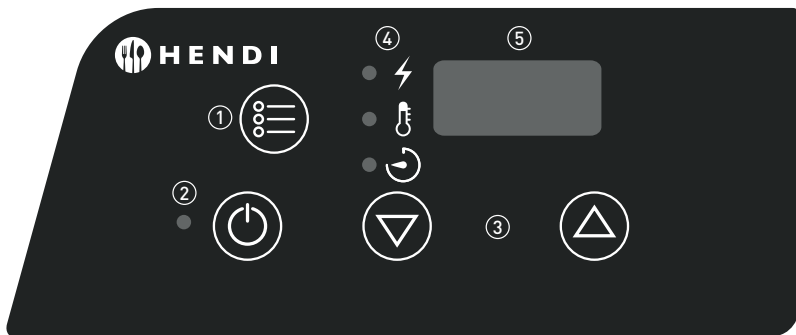 ④ ⑤
HENDI
①
②
③